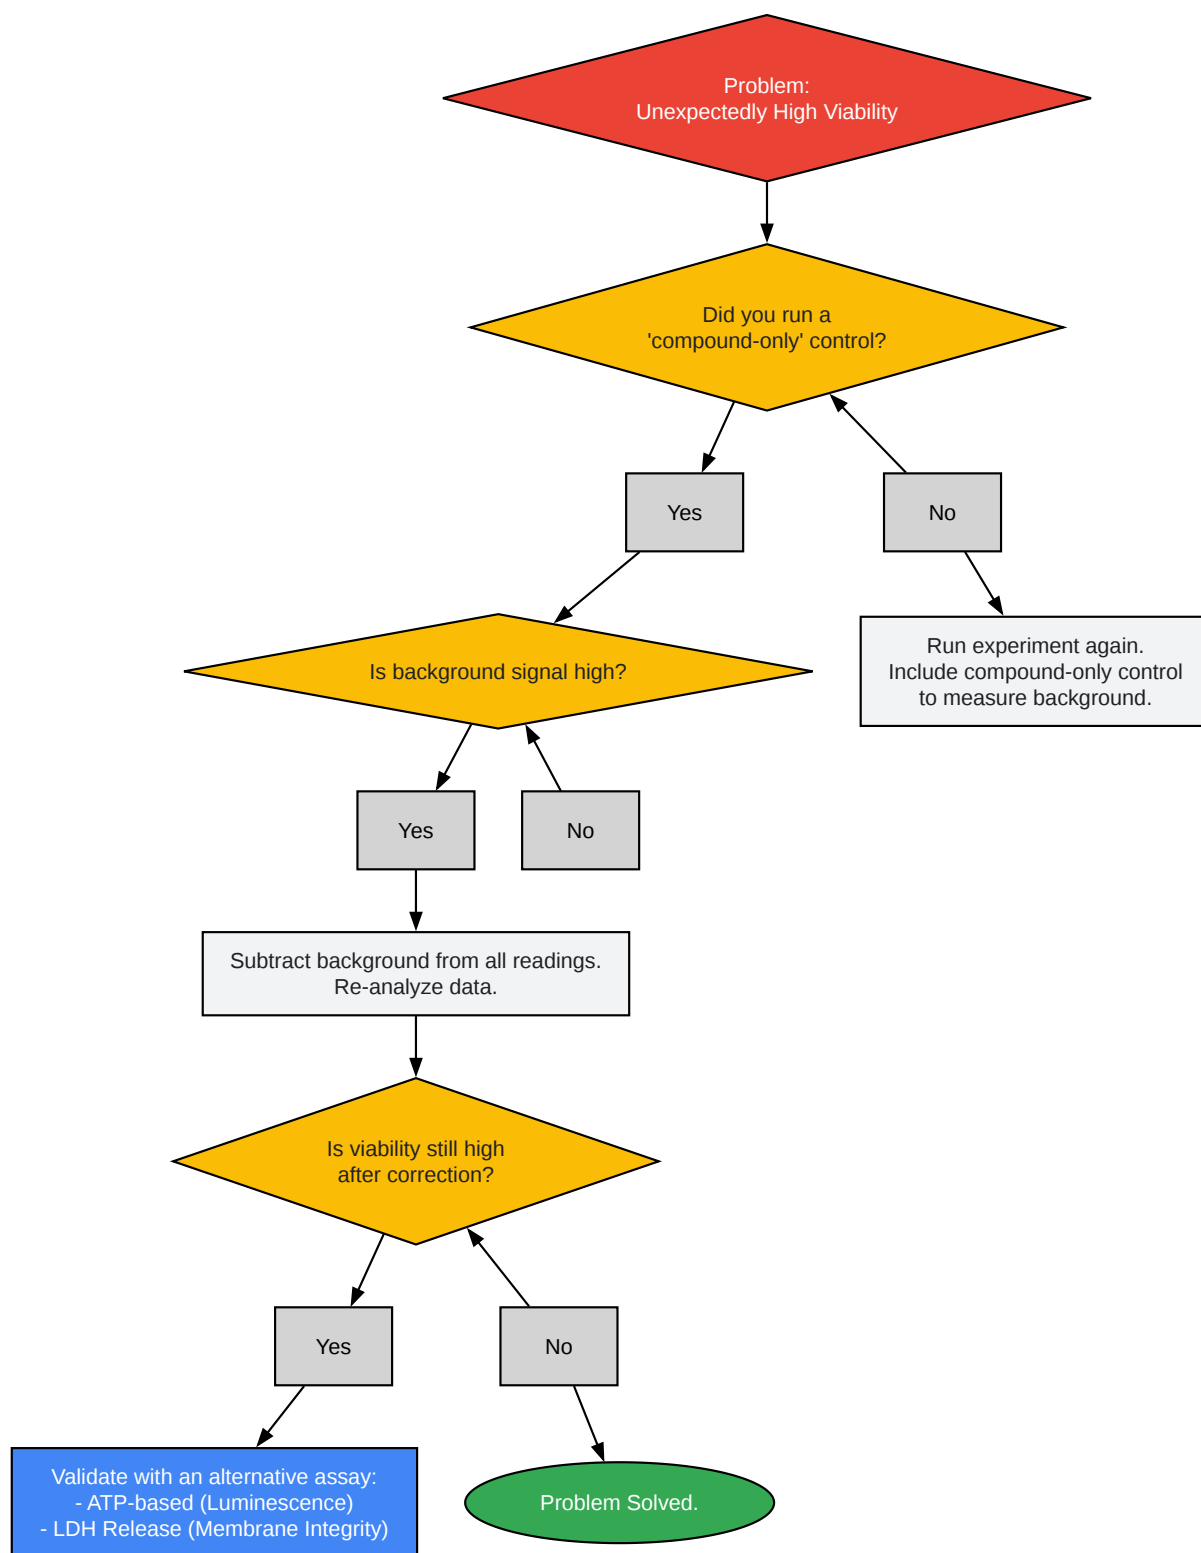 Problem:
Unexpectedly High Viability
Did you run a
'compound-only' control?
Yes
No
Run experiment again.
Include compound-only control
to measure background.
Is background signal high?
Yes
No
Subtract background from all readings.
Re-analyze data.
Is viability still high
after correction?
Yes
No
Validate with an alternative assay:
- ATP-based (Luminescence)
- LDH Release (Membrane Integrity)
Problem Solved.